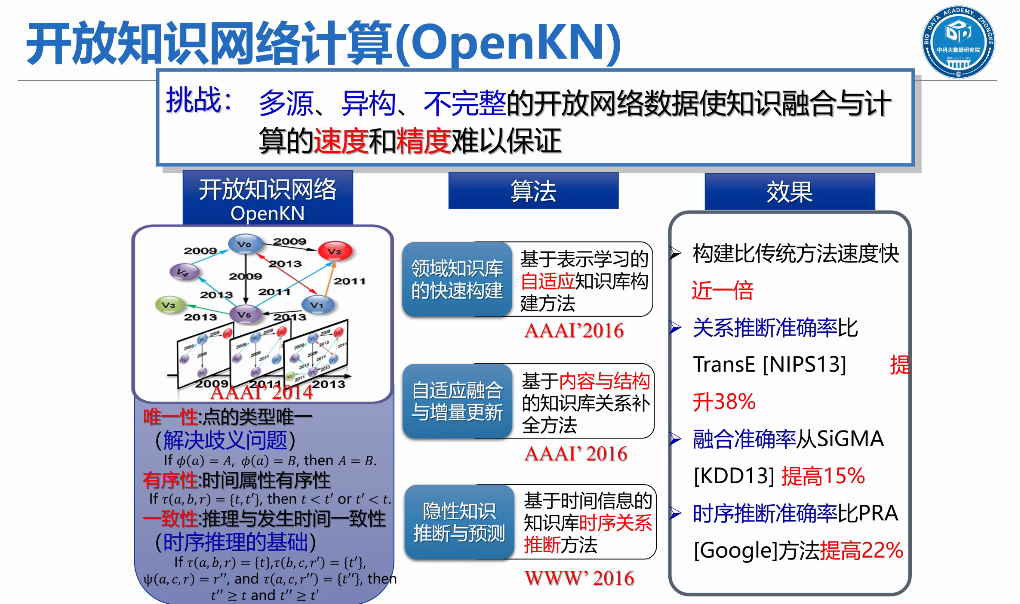 开放知识网络计算(OpenKN)
BIG DATA ACADEMY ZHONGKE
中科大数据研究院
挑战: 多源、异构、不完整的开放网络数据使知识融合与计
算的速度和精度难以保证
开放知识网络
OpenKN
2009
2009
2013
2009
2011
2013
2011
2013
V0
V2
V4
V3
V5
V1
2009
2011
2013
AAAI' 2014
唯一性:点的类型唯一
(解决歧义问题)
If ϕ(a) = A, ϕ(a) = B, then A = B.
有序性:时间属性有序性
If τ(a, b, r) = {t, t′}, then t < t′ or t′ < t.
一致性:推理与发生时间一致性
(时序推理的基础)
If τ(a, b, r) = {t},τ(b, c, r′) = {t′},
ψ(a, c, r) = r′′, and τ(a, c, r′′) = {t′′}, then
t′′ ≥ t and t′′ ≥ t′
算法
领域知识库
的快速构建
基于表示学习的
自适应知识库构
建方法
AAAI'2016
自适应融合
与增量更新
基于内容与结构
的知识库关系补
全方法
AAAI' 2016
隐性知识
推断与预测
基于时间信息的
知识库时序关系
推断方法
WWW' 2016
效果
➢ 构建比传统方法速度快
近一倍
➢ 关系推断准确率比
TransE [NIPS13] 提
升38%
➢ 融合准确率从SiGMA
[KDD13] 提高15%
➢ 时序推断准确率比PRA
[Google]方法提高22%